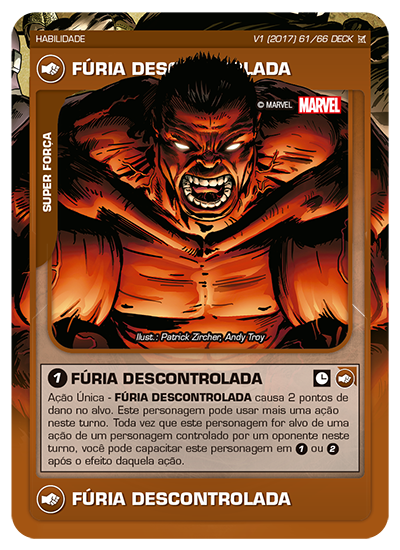 HABILIDADE
V1 (2017) 61/66 DECK
FÚRIA DESCONTROLADA
© MARVEL MARVEL
SUPER FORÇA
Ilust.: Patrick Zircher, Andy Troy
1 FÚRIA DESCONTROLADA
Ação Única - FÚRIA DESCONTROLADA causa 2 pontos de
dano no alvo. Este personagem pode usar mais uma ação
neste turno. Toda vez que este personagem for alvo de uma
ação de um personagem controlado por um oponente neste
turno, você pode capacitar este personagem em 1 ou 2
após o efeito daquela ação.
FÚRIA DESCONTROLADA